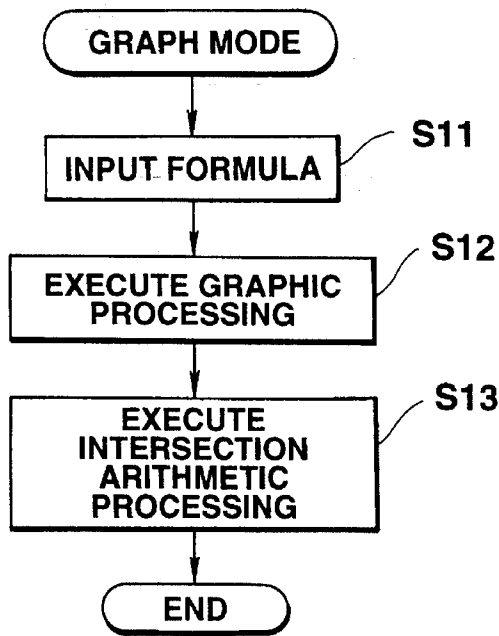 GRAPH MODE
S11
INPUT FORMULA
S12
EXECUTE GRAPHIC
PROCESSING
S13
EXECUTE
INTERSECTION
ARITHMETIC
PROCESSING
END